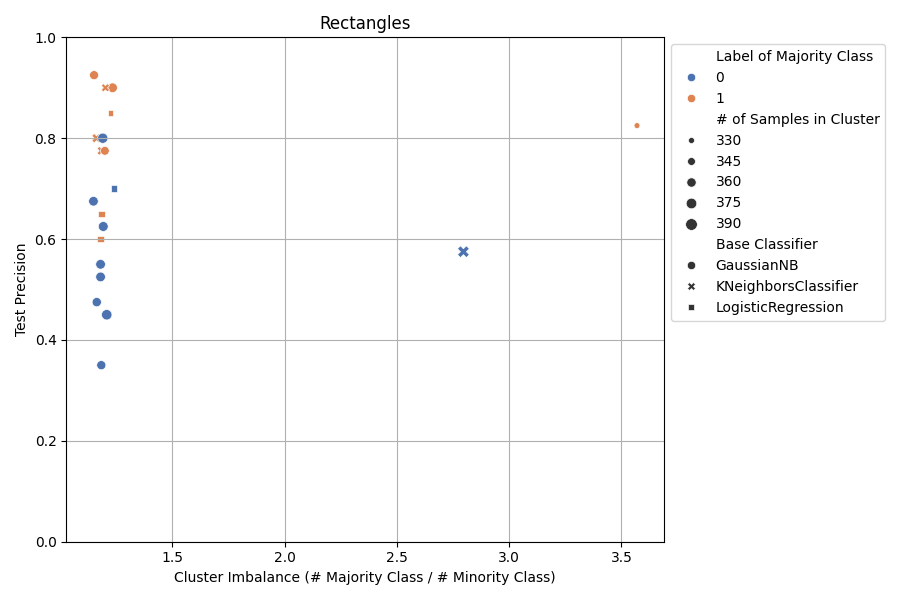 Rectangles
Test Precision
1.0
0.8
0.6
0.4
0.2
0.0
1.5
2.0
2.5
3.0
3.5
Cluster Imbalance (# Majority Class / # Minority Class)
Label of Majority Class
0
1
# of Samples in Cluster
330
345
360
375
390
Base Classifier
GaussianNB
KNeighborsClassifier
LogisticRegression